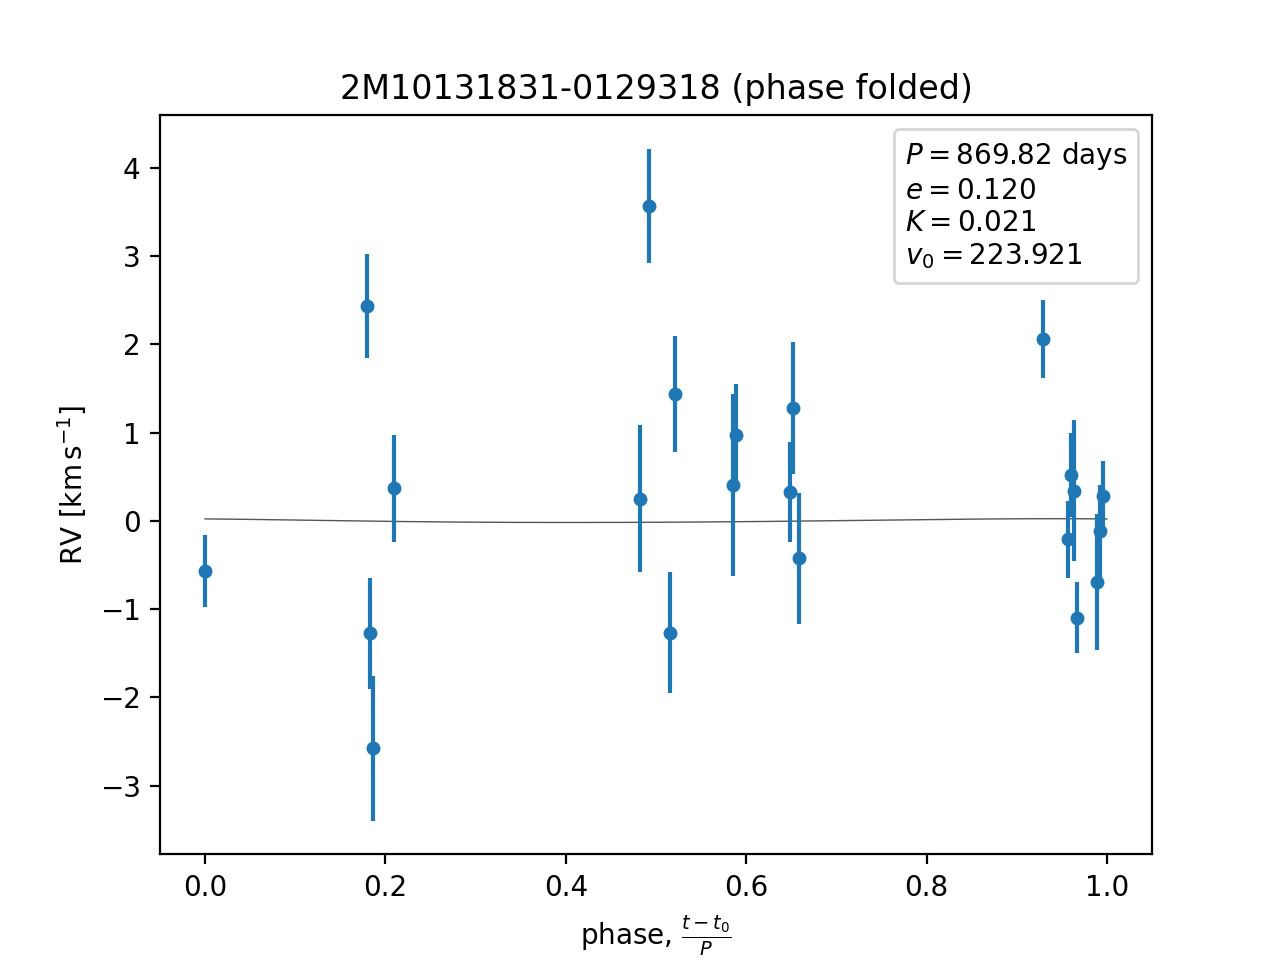 2M10131831-0129318 (phase folded)
P = 869.82 days
e = 0.120
K = 0.021
v₀ = 223.921
RV [km s⁻¹]
4
3
2
1
0
−1
−2
−3
0.0 0.2 0.4 0.6 0.8 1.0
phase, (t − t₀)/P